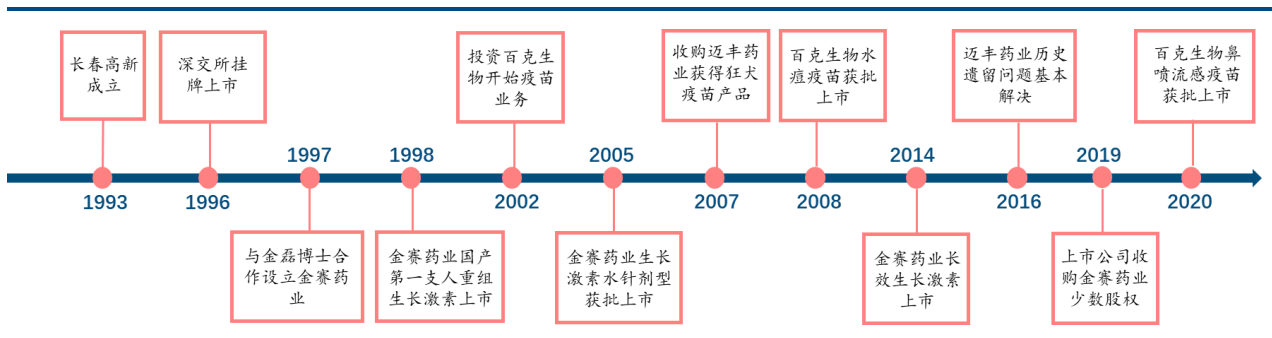 长春高新
成立
深交所挂
牌上市
投资百克生
物开始疫苗
业务
收购迈丰药
业获得狂犬
疫苗产品
百克生物水
痘疫苗获批
上市
迈丰药业历史
遗留问题基本
解决
百克生物鼻
喷流感疫苗
获批上市
1997
1998
2005
2014
2019
1993
1996
2002
2007
2008
2016
2020
与金磊博士合
作设立金赛药
业
金赛药业国产
第一支人重组
生长激素上市
金赛药业生长
激素水针剂型
获批上市
金赛药业长
效生长激素
上市
上市公司收
购金赛药业
少数股权